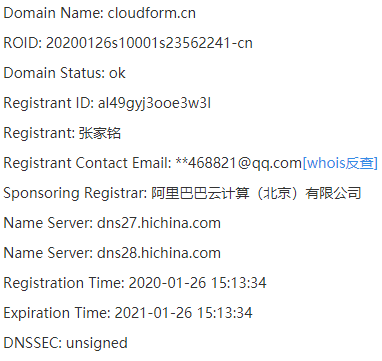 Domain Name: cloudform.cn
ROID: 20200126s10001s23562241-cn
Domain Status: ok
Registrant ID: al49gyj3ooe3w3l
Registrant: 张家铭
Registrant Contact Email: **468821@qq.com[whois反查]
Sponsoring Registrar: 阿里巴巴云计算（北京）有限公司
Name Server: dns27.hichina.com
Name Server: dns28.hichina.com
Registration Time: 2020-01-26 15:13:34
Expiration Time: 2021-01-26 15:13:34
DNSSEC: unsigned